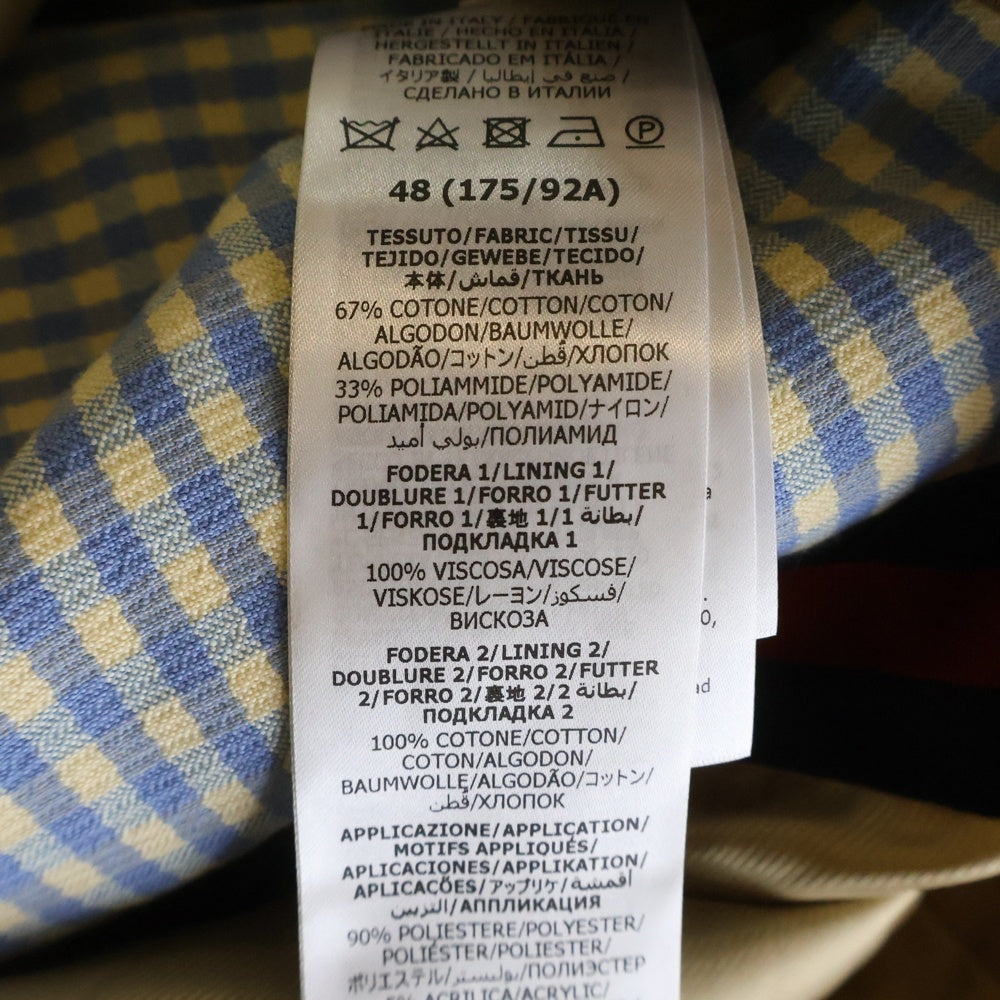 MADE IN ITALY / FABRIQUÉ EN
ITALIE / HECHO EN ITALIA /
HERGESTELLT IN ITALIEN /
FABRICADO EM ITÁLIA /
イタリア製 / صنع في إيطاليا /
СДЕЛАНО В ИТАЛИИ
P
48 (175/92A)
TESSUTO/FABRIC/TISSU/
TEJIDO/GEWEBE/TECIDO/
本体/قماش/ТКАНЬ
67% COTONE/COTTON/COTON/
ALGODON/BAUMWOLLE/
ALGODÃO/コットン/قُطن/ХЛОПОК
33% POLIAMMIDE/POLYAMIDE/
POLIAMIDA/POLYAMID/ナイロン/
بولي أميد/ПОЛИАМИД
FODERA 1/LINING 1/
DOUBLURE 1/FORRO 1/FUTTER
1/FORRO 1/裏地 1/بطانة 1/
ПОДКЛАДКА 1
100% VISCOSA/VISCOSE/
VISKOSE/レーヨン/فسكوز/
ВИСКОЗА
FODERA 2/LINING 2/
DOUBLURE 2/FORRO 2/FUTTER
2/FORRO 2/裏地 2/بطانة 2/
ПОДКЛАДКА 2
100% COTONE/COTTON/
COTON/ALGODON/
BAUMWOLLE/ALGODÃO/コットン/
قُطن/ХЛОПОК
APPLICAZIONE/APPLICATION/
MOTIFS APPLIQUÉS/
APLICACIONES/APPLIKATION/
APLICAÇÕES/アップリケ/أقمشة
التزيين/АППЛИКАЦИЯ
90% POLIESTERE/POLYESTER/
POLIÉSTER/POLIESTER/
ポリエステル/بوليستر/ПОЛИЭСТЕР
5% ACRILICA/ACRYLIC/
0,
ad